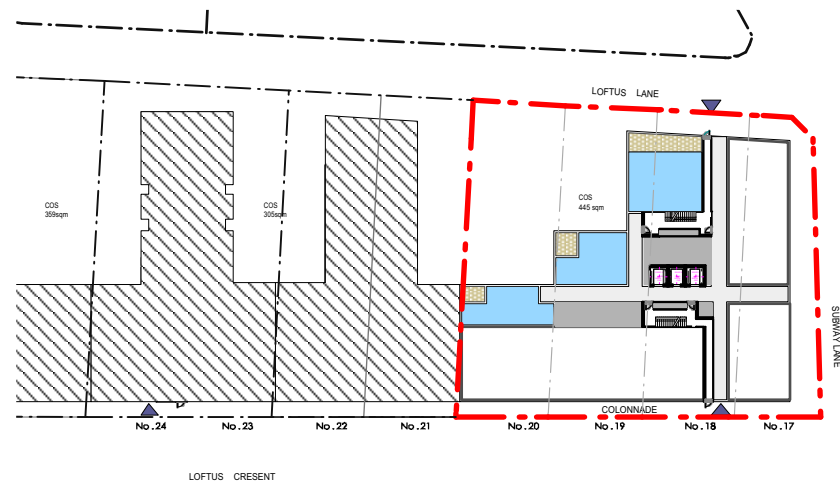 LOFTUS LANE
COS
359sqm
COS
305sqm
COS
445 sqm
SUBWAY LANE
COLONNADE
No.24
No.23
No.22
No.21
No.20
No.19
No.18
No.17
LOFTUS CRESENT